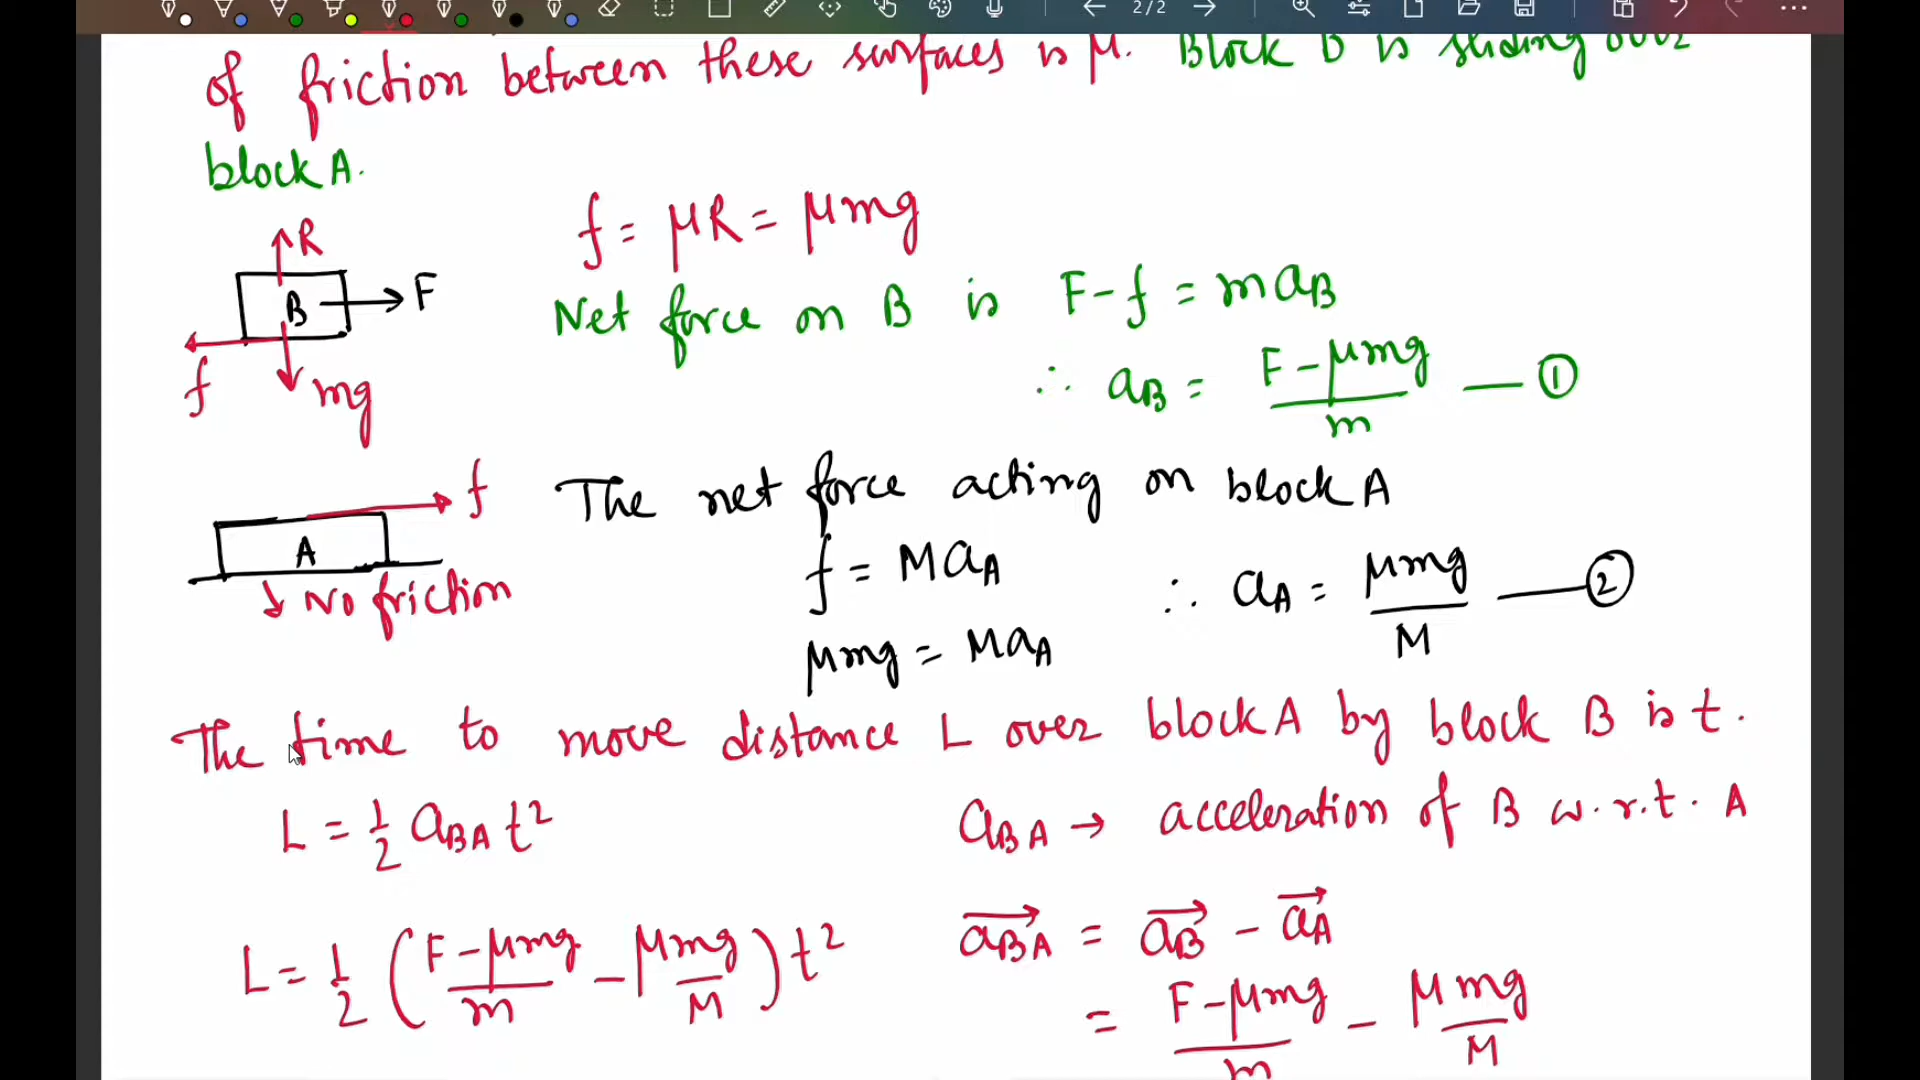 2/2
of friction between these surfaces is μ. Block B is sliding over
block A.
R
B
F
f
mg
f = μR = μmg
Net force on B is F-f = maB
∴ aB = F-μmg/m — ①
f
A
↓ No friction
The net force acting on block A
f = MaA
∴ aA = μmg/M — ②
μmg = MaA
The time to move distance L over block A by block B is t.
L = 1/2 aBA t²
aBA → acceleration of B w.r.t. A
L = 1/2 (F-μmg/m - μmg/M) t²
aBA = aB - aA
= F-μmg/m - μmg/M